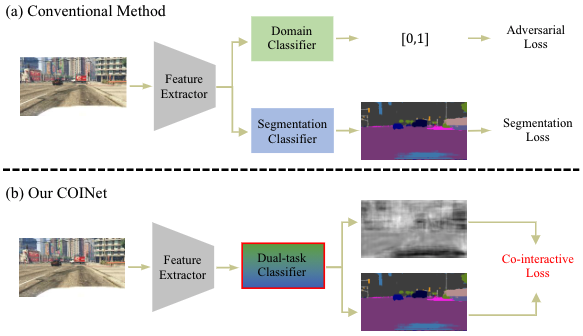 (a) Conventional Method
Feature
Extractor
Domain
Classifier
[0,1]
Adversarial
Loss
Segmentation
Classifier
Segmentation
Loss
(b) Our COINet
Feature
Extractor
Dual-task
Classifier
Co-interactive
Loss